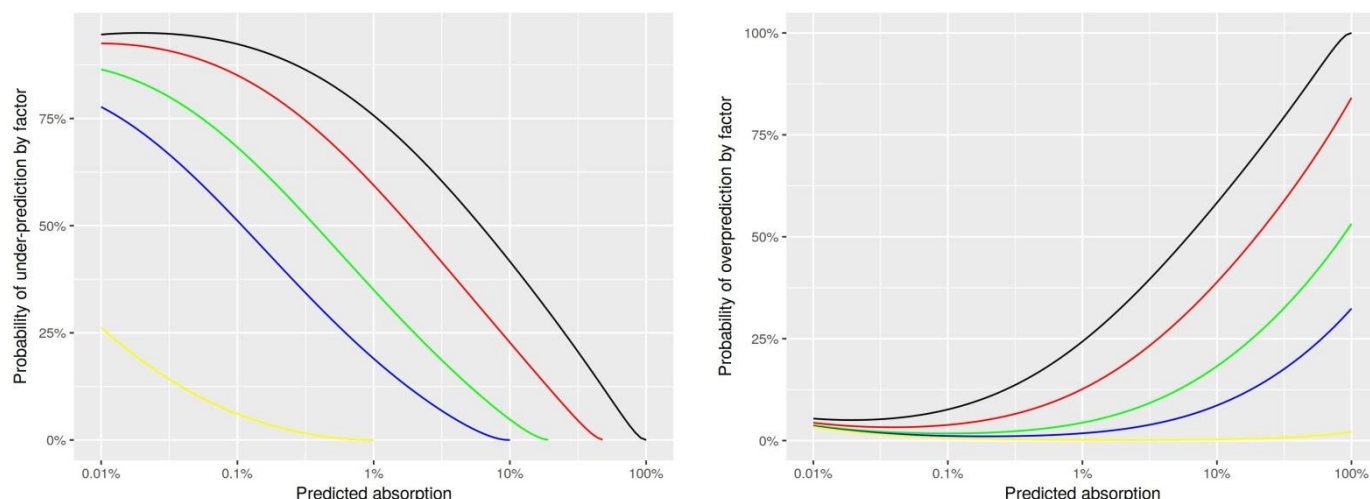 Probability of under-prediction by factor
75%
50%
25%
0%
0.01% 0.1% 1% 10% 100%
Predicted absorption
Probability of overprediction by factor
100%
75%
50%
25%
0%
0.01% 0.1% 1% 10% 100%
Predicted absorption